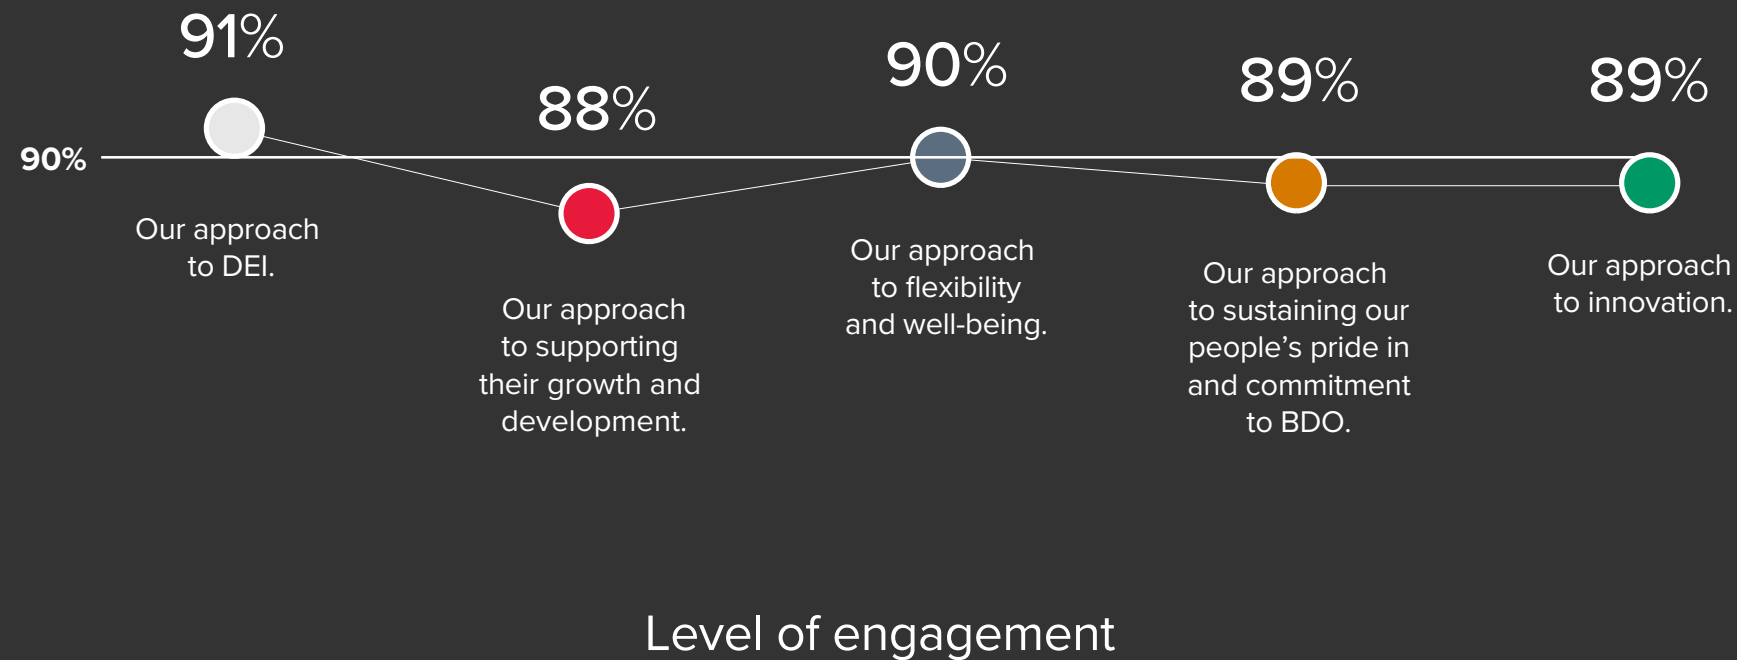 91%
88%
90%
89%
89%
90%
Our approach
to DEI.
Our approach
to supporting
their growth and
development.
Our approach
to flexibility
and well-being.
Our approach
to sustaining our
people’s pride in
and commitment
to BDO.
Our approach
to innovation.
Level of engagement